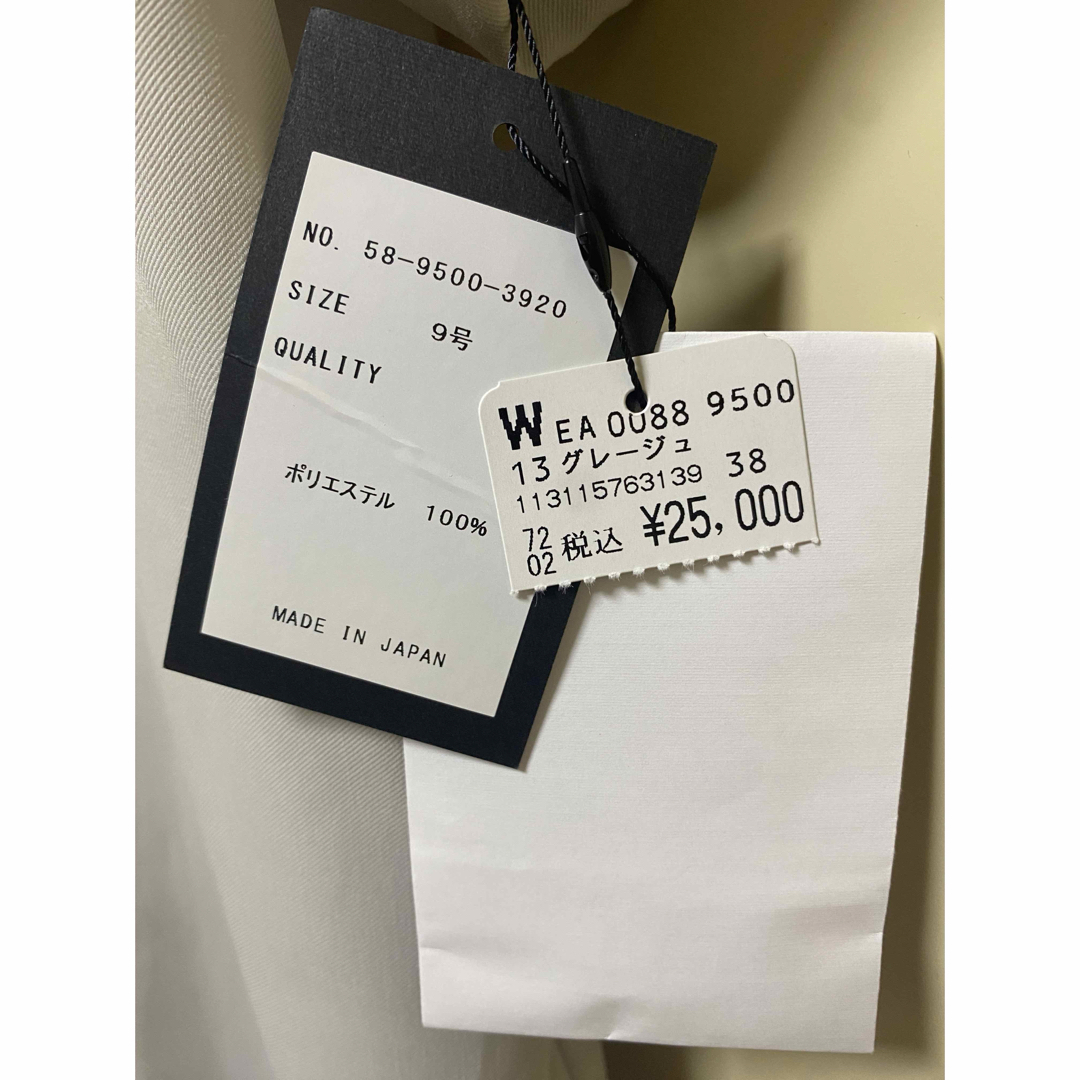 NO. 58-9500-3920
SIZE 9号
QUALITY
ポリエステル 100%
MADE IN JAPAN
W EA 0088 9500
13 グレージュ 38
113115763139
72
02 税込 ¥25,000